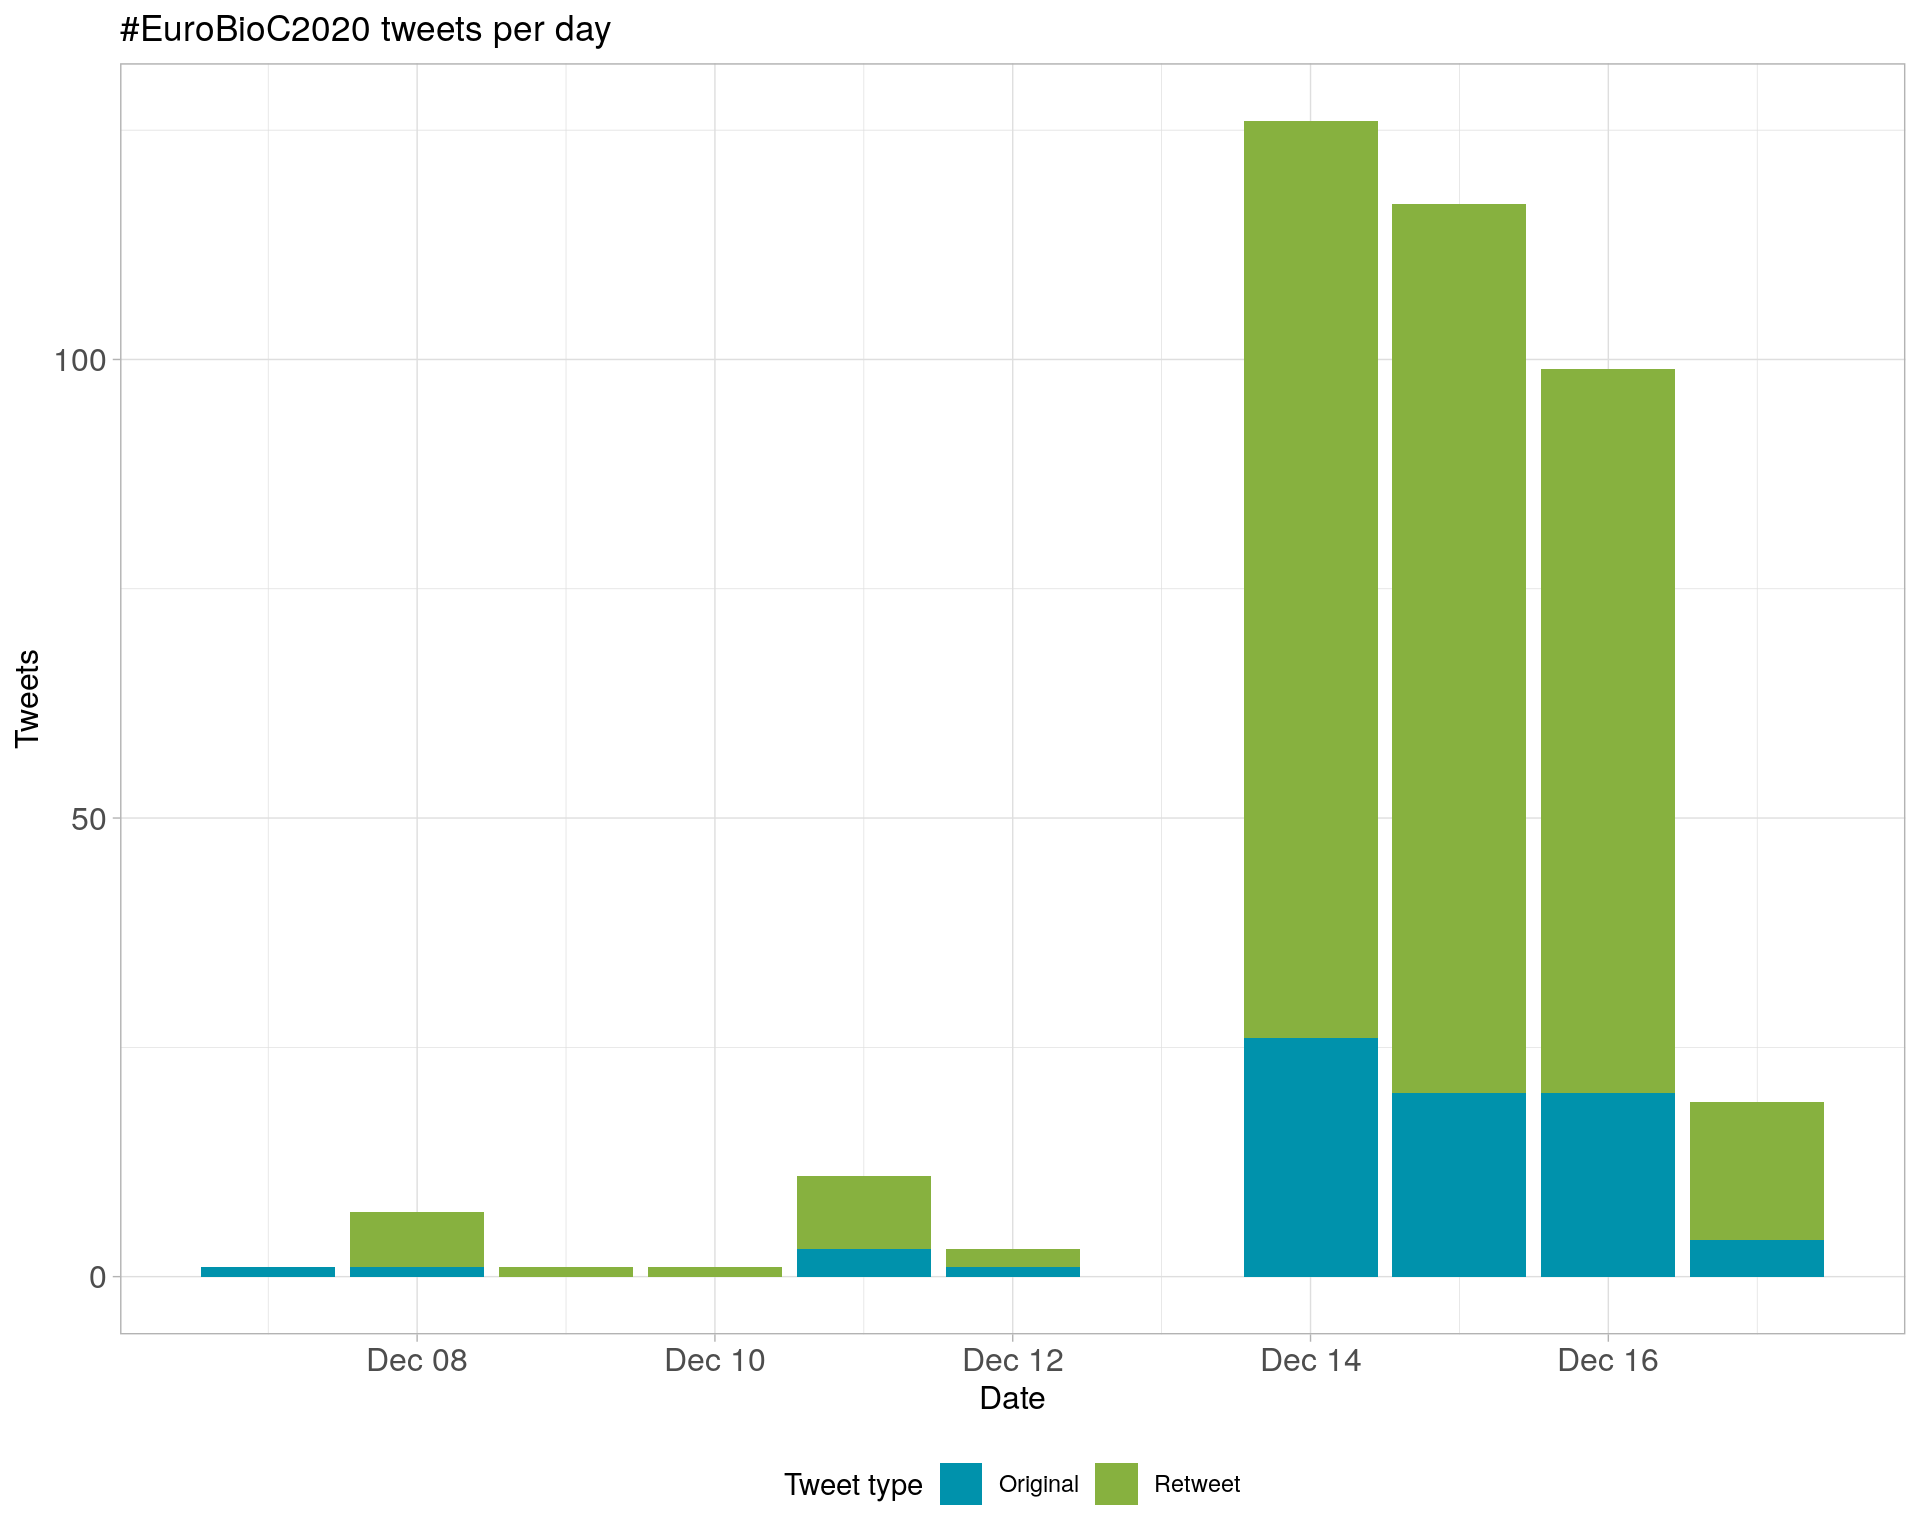 #EuroBioC2020 tweets per day
Tweets
100
50
0
Dec 08 Dec 10 Dec 12 Dec 14 Dec 16
Date
Tweet type Original Retweet